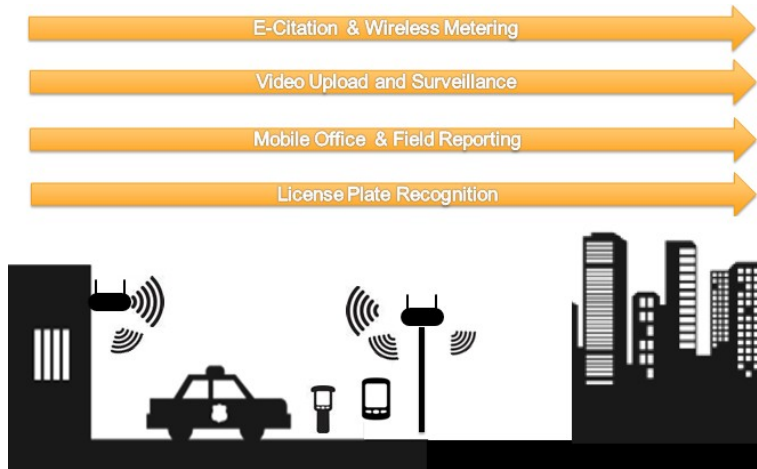 E-Citation & Wireless Metering
Video Upload and Surveillance
Mobile Office & Field Reporting
License Plate Recognition